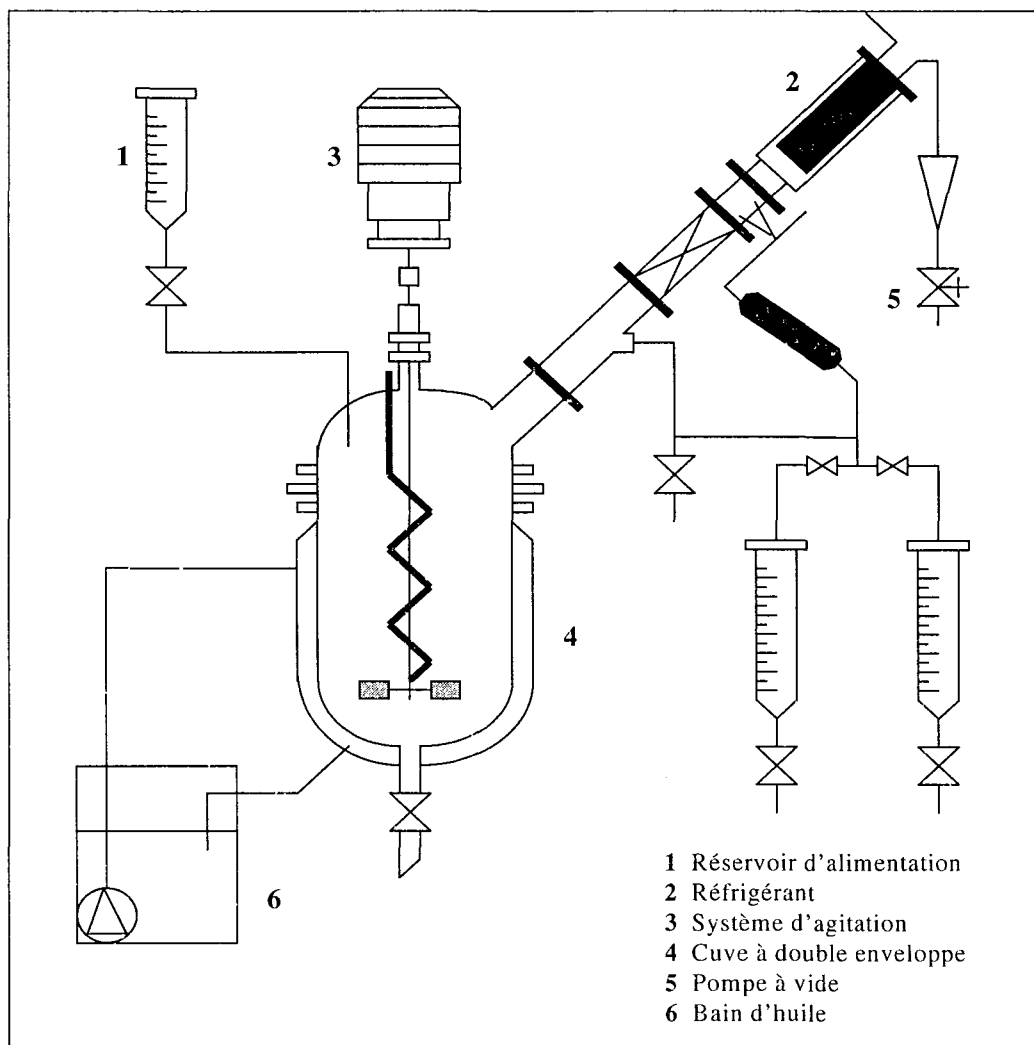 2
1
3
5
4
6
1 Réservoir d'alimentation
2 Réfrigérant
3 Système d'agitation
4 Cuve à double enveloppe
5 Pompe à vide
6 Bain d'huile